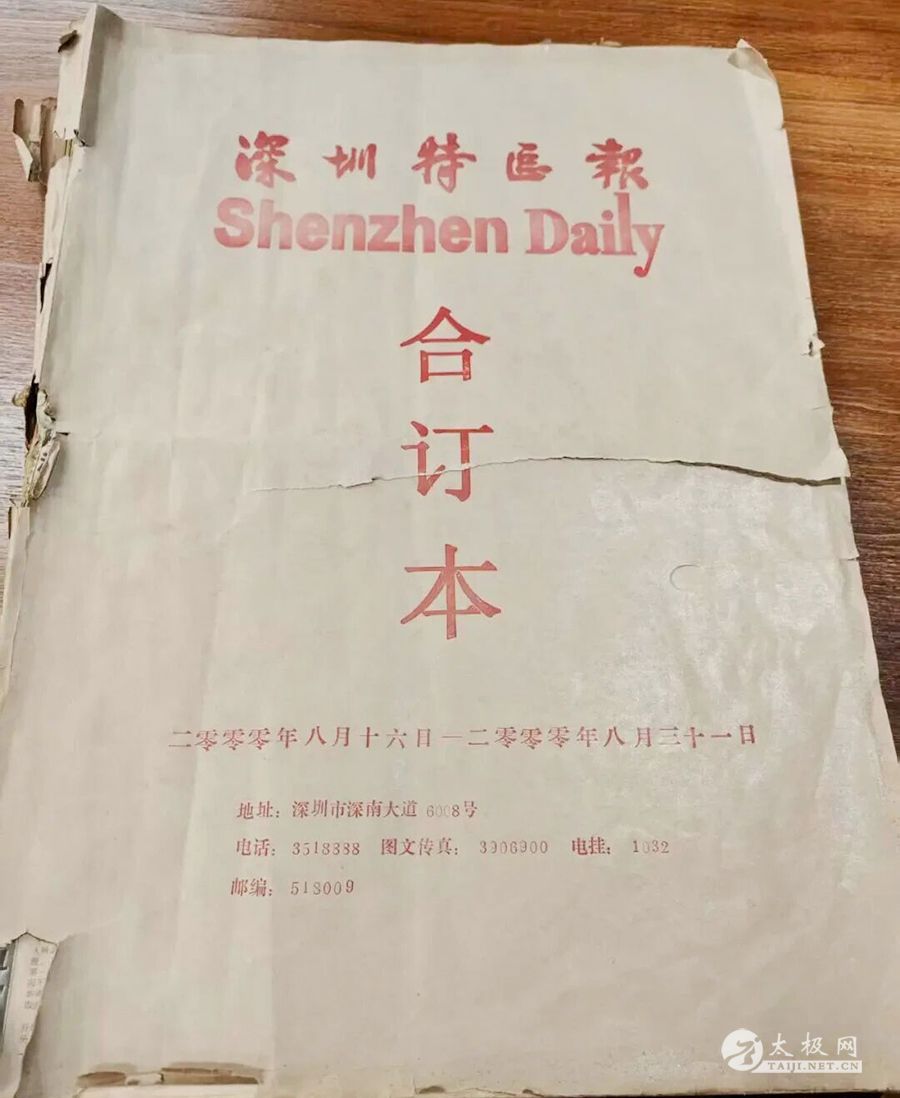 深圳特区報
Shenzhen Daily
合
订
本
二零零零年八月十六日—二零零零年八月三十一日
地址：深圳市深南大道 6008号
电话：3518888 图文传真：3906900 电挂：1032
邮编：518009
太极网
TAIJI.NET.CN